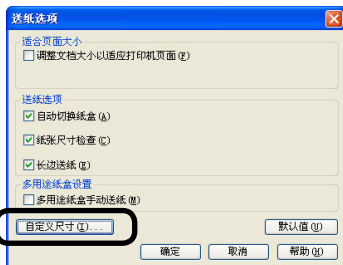 送纸选项
适合页面大小
调整文档大小以适应打印机页面(P)
送纸选项
自动切换纸盒(A)
纸张尺寸检查(C)
长边送纸(E)
多用途纸盒设置
多用途纸盒手动送纸(M)
自定义尺寸(I)...
默认值(U)
确定 取消 帮助(H)